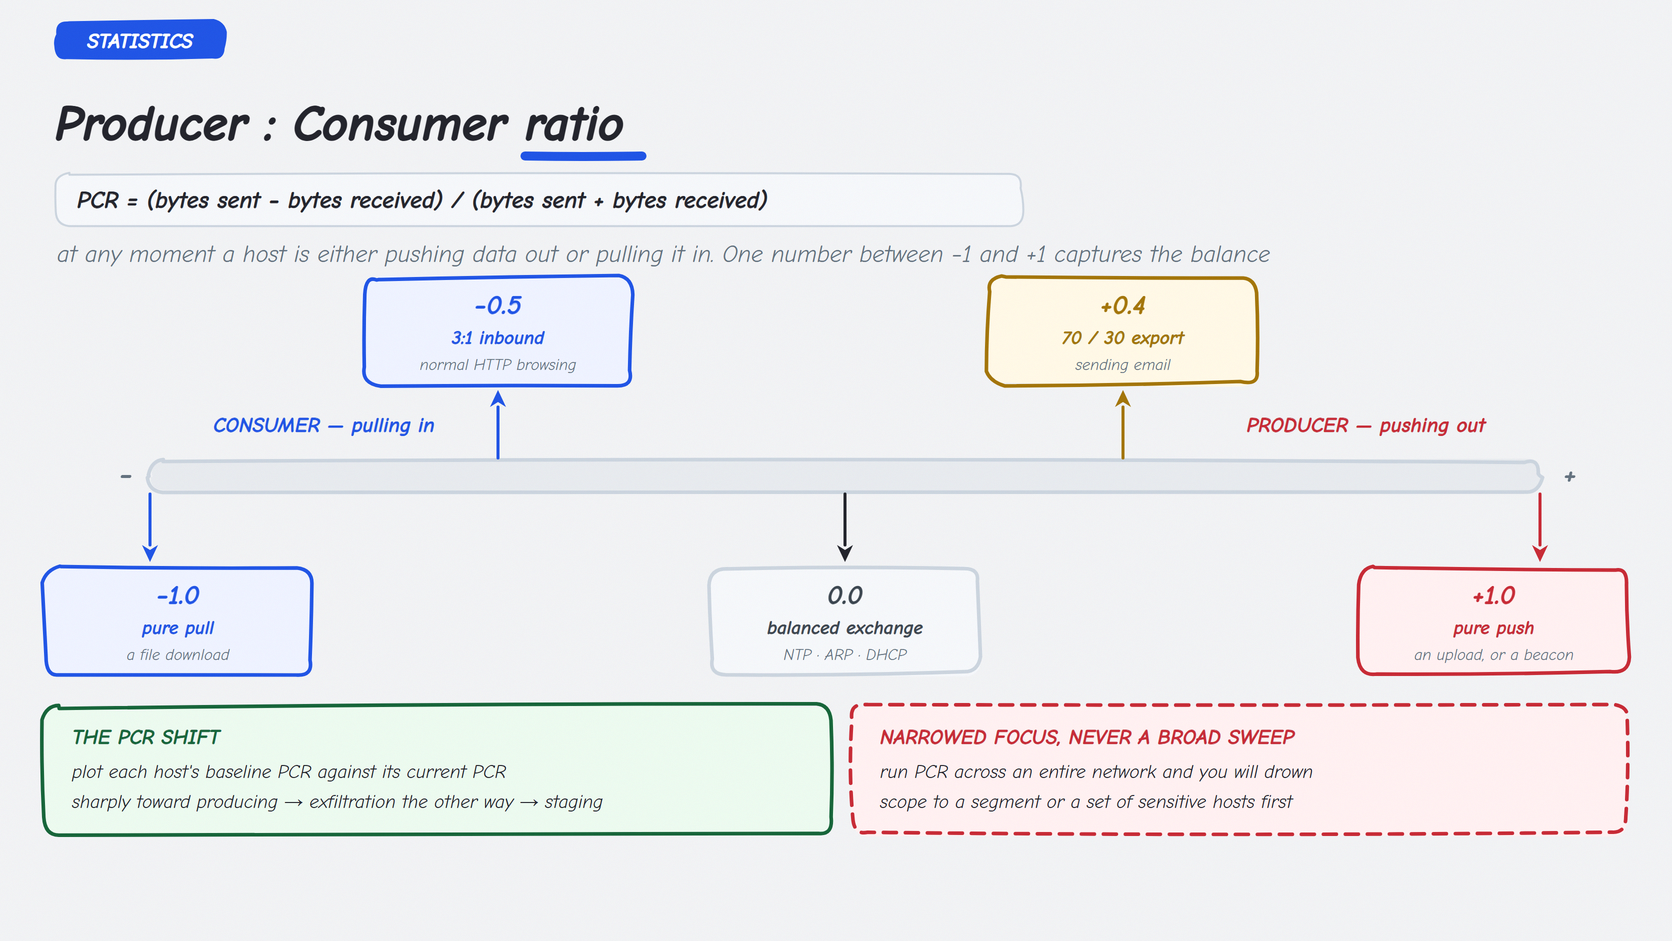 STATISTICS
Producer : Consumer ratio
PCR = (bytes sent - bytes received) / (bytes sent + bytes received)
at any moment a host is either pushing data out or pulling it in. One number between -1 and +1 captures the balance
-0.5
3:1 inbound
normal HTTP browsing
+0.4
70 / 30 export
sending email
CONSUMER — pulling in
PRODUCER — pushing out
-
+
-1.0
pure pull
a file download
0.0
balanced exchange
NTP · ARP · DHCP
+1.0
pure push
an upload, or a beacon
THE PCR SHIFT
plot each host's baseline PCR against its current PCR
sharply toward producing → exfiltration the other way → staging
NARROWED FOCUS, NEVER A BROAD SWEEP
run PCR across an entire network and you will drown
scope to a segment or a set of sensitive hosts first